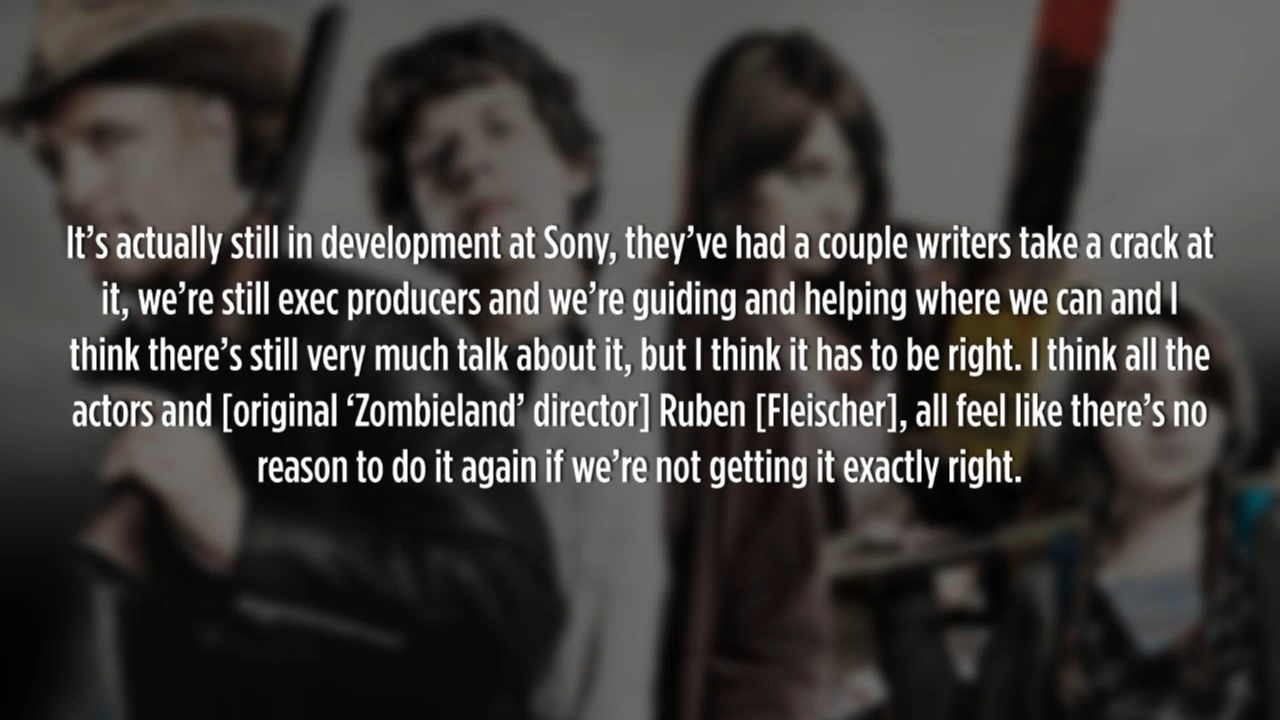 It’s actually still in development at Sony, they’ve had a couple writers take a crack at
it, we’re still exec producers and we’re guiding and helping where we can and I
think there’s still very much talk about it, but I think it has to be right. I think all the
actors and [original ‘Zombieland’ director] Ruben [Fleischer], all feel like there’s no
reason to do it again if we’re not getting it exactly right.